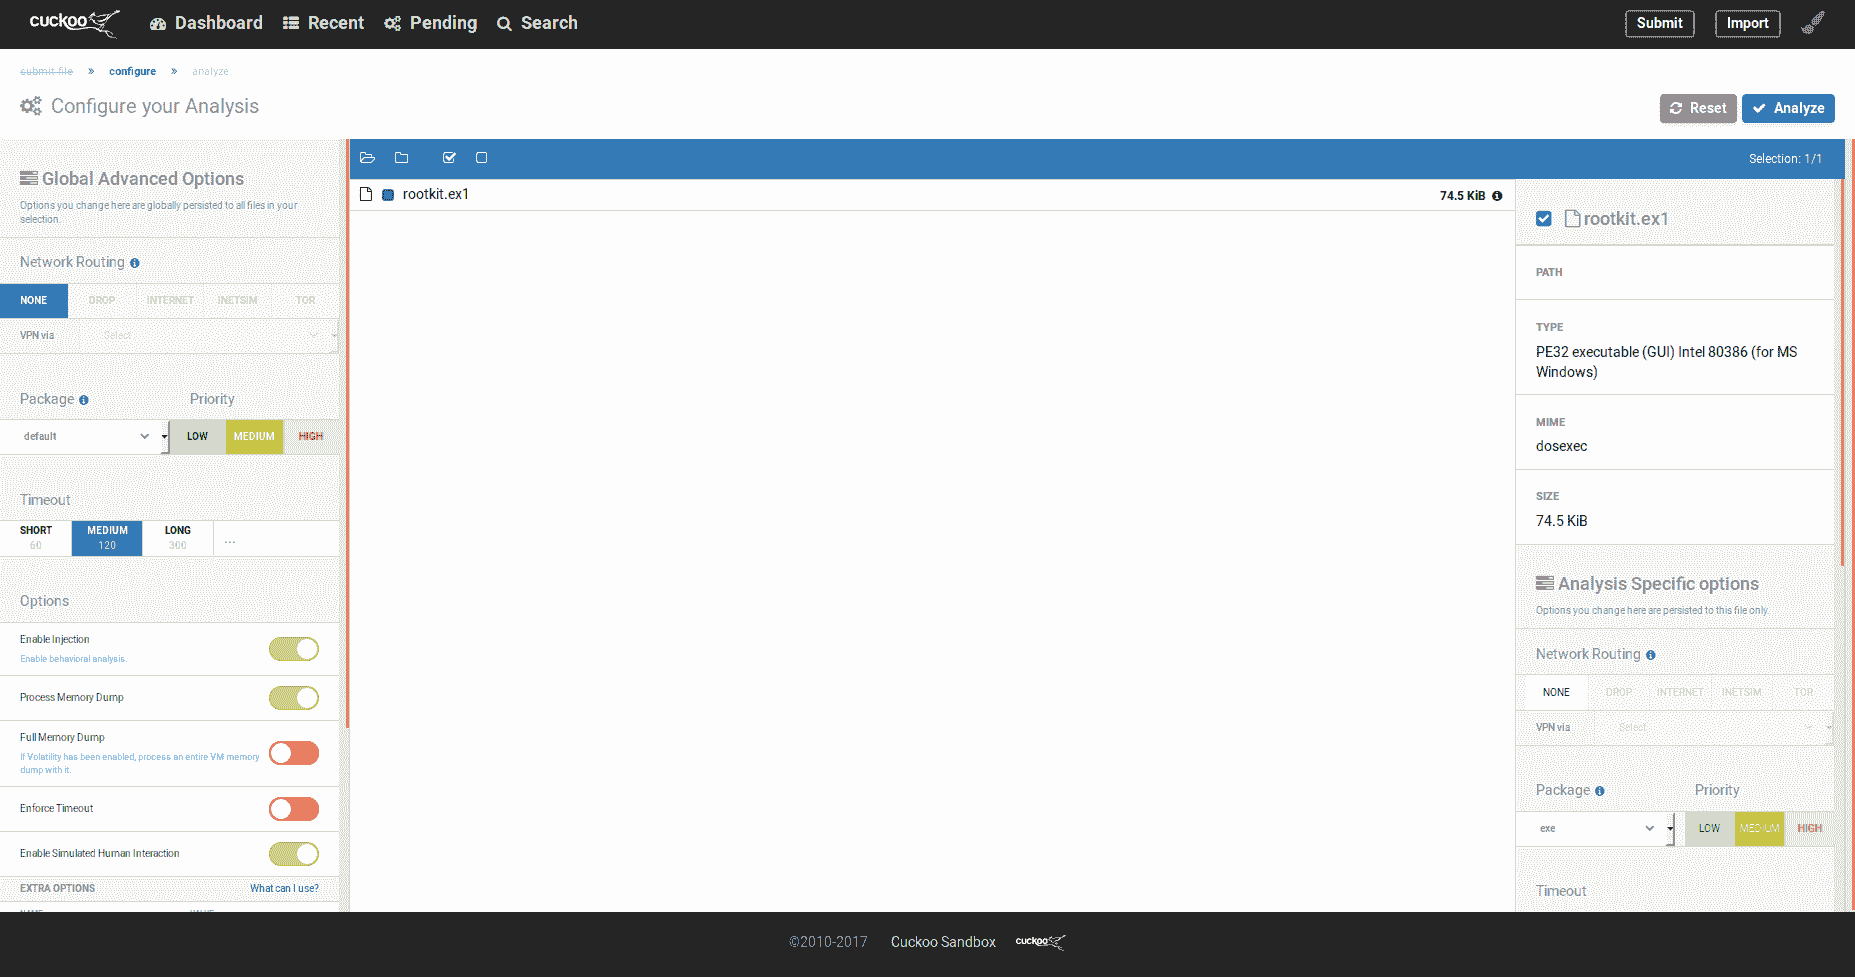 cuckoo Dashboard Recent Pending Search Submit Import
submit file » configure » analyze
Configure your Analysis
Reset Analyze
Global Advanced Options
Options you change here are globally persisted to all files in your
selection.
Network Routing
NONE DROP INTERNET INETSIM TOR
VPN via Select
Package Priority
default LOW MEDIUM HIGH
Timeout
SHORT MEDIUM LONG
60 120 300 ...
Options
Enable Injection
Enable behavioral analysis.
Process Memory Dump
Full Memory Dump
If Volatility has been enabled, process an entire VM memory
dump with it.
Enforce Timeout
Enable Simulated Human Interaction
EXTRA OPTIONS What can I use?
Selection: 1/1
rootkit.ex1 74.5 KiB
rootkit.ex1
PATH
TYPE
PE32 executable (GUI) Intel 80386 (for MS
Windows)
MIME
dosexec
SIZE
74.5 KiB
Analysis Specific options
Options you change here are persisted to this file only.
Network Routing
NONE DROP INTERNET INETSIM TOR
VPN via Select
Package Priority
exe LOW MEDIUM HIGH
Timeout
©2010-2017 Cuckoo Sandbox cuckoo